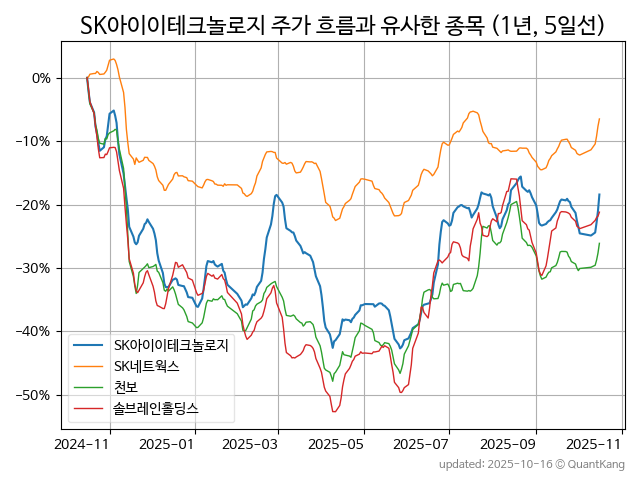 SK아이이테크놀로지 주가 흐름과 유사한 종목 (1년, 5일선)
0%
−10%
−20%
−30%
−40%
−50%
SK아이이테크놀로지
SK네트웍스
천보
솔브레인홀딩스
2024-11 2025-01 2025-03 2025-05 2025-07 2025-09 2025-11
updated: 2025-10-16 © QuantKang